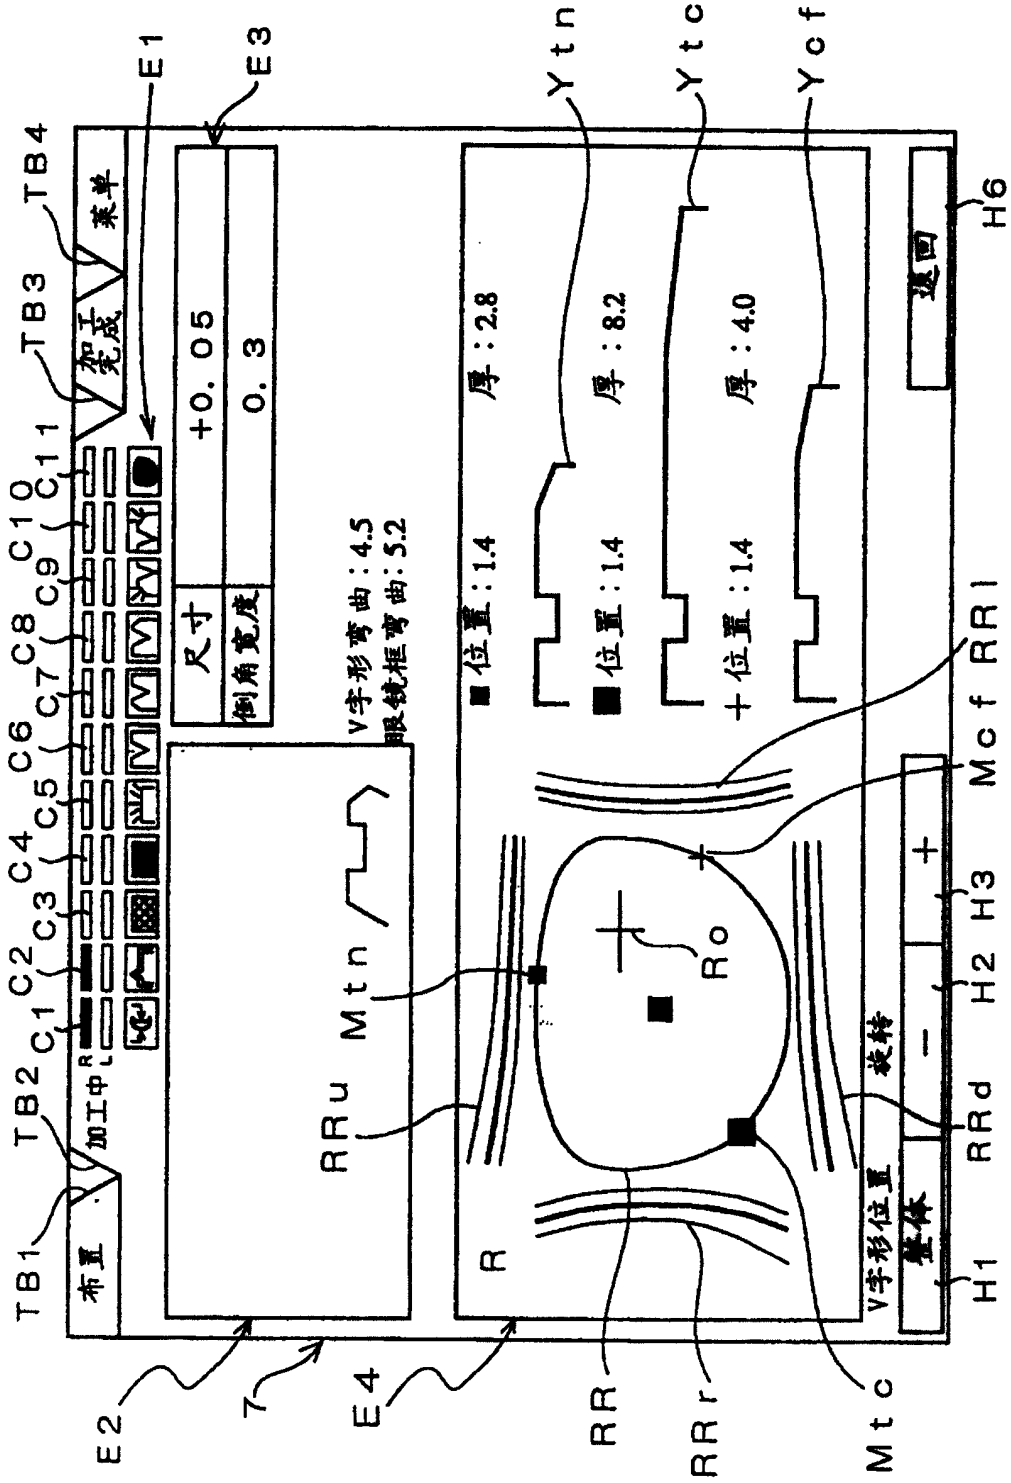 TB1
TB2
C1
C2
C3
C4
C5
C6
C7
C8
C9
C10
C11
TB3
TB4
E1
布置
加工中
R
L
加工
完成
菜单
E2
7
E3
尺寸
+0.05
倒角宽度
0.3
V字形弯曲:4.5
眼镜框弯曲:5.2
RRu
Mtn
E4
R
■位置:1.4
厚:2.8
Ytn
■位置:1.4
厚:8.2
Ytc
+位置:1.4
厚:4.0
Ycf
RR
RRr
Ro
Mtc
V字形位置
旋转
整体
−
+
退回
H1
RRd
H2
H3
Mcf
RRl
H6